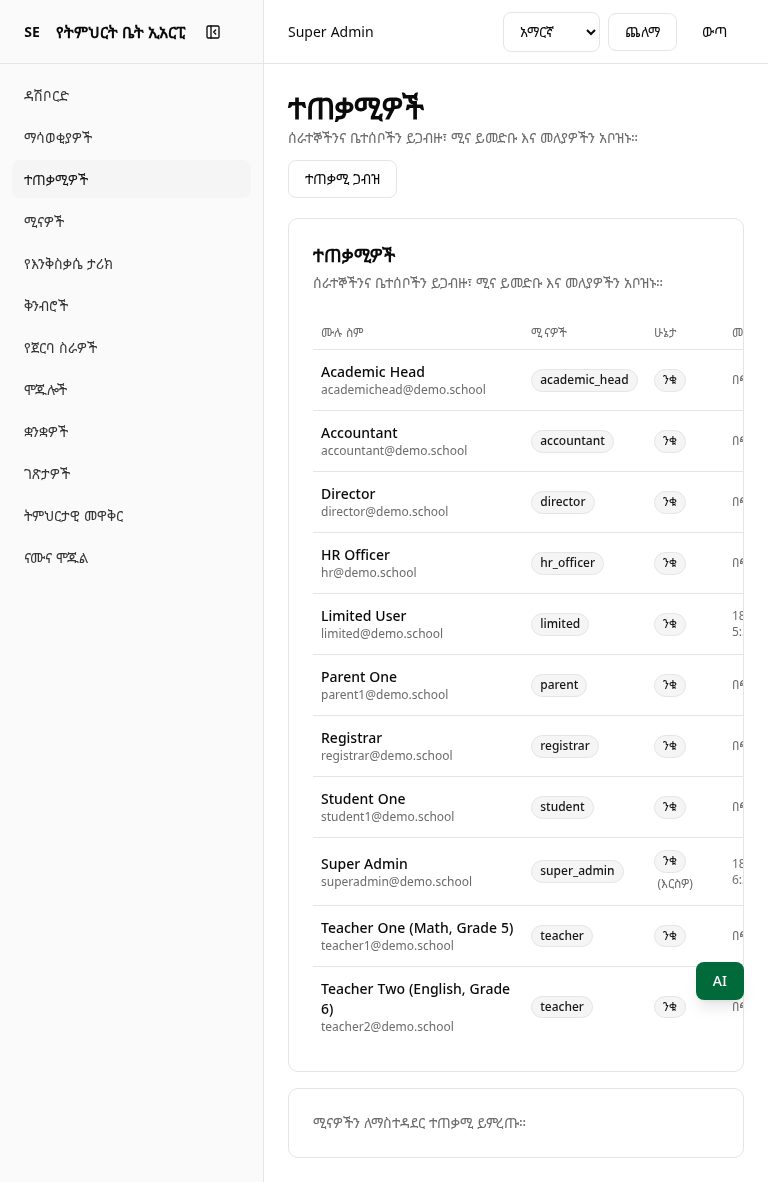 SE የትምህርት ቤት ኢአርፒ
Super Admin
አማርኛ
ጨለማ
ውጣ
ዳሽቦርድ
ማሳወቂያዎች
ተጠቃሚዎች
ሚናዎች
የእንቅስቃሴ ታሪክ
ቅንብሮች
የጀርባ ስራዎች
ሞጁሎች
ቋንቋዎች
ገጽታዎች
ትምህርታዊ መዋቅር
ናሙና ሞጁል
ተጠቃሚዎች
ሰራተኞችንና ቤተሰቦችን ይጋብዙ፣ ሚና ይመድቡ እና መለያዎችን አቦዝኑ።
ተጠቃሚ ጋብዝ
ተጠቃሚዎች
ሰራተኞችንና ቤተሰቦችን ይጋብዙ፣ ሚና ይመድቡ እና መለያዎችን አቦዝኑ።
ሙሉ ስም ሚናዎች ሁኔታ
Academic Head
academichead@demo.school
academic_head ንቁ
Accountant
accountant@demo.school
accountant ንቁ
Director
director@demo.school
director ንቁ
HR Officer
hr@demo.school
hr_officer ንቁ
Limited User
limited@demo.school
limited ንቁ
18
5:
Parent One
parent1@demo.school
parent ንቁ
Registrar
registrar@demo.school
registrar ንቁ
Student One
student1@demo.school
student ንቁ
Super Admin
superadmin@demo.school
super_admin ንቁ
(እርስዎ)
18
6:
Teacher One (Math, Grade 5)
teacher1@demo.school
teacher ንቁ
Teacher Two (English, Grade
6)
teacher2@demo.school
teacher ንቁ
AI
ሚናዎችን ለማስተዳደር ተጠቃሚ ይምረጡ።